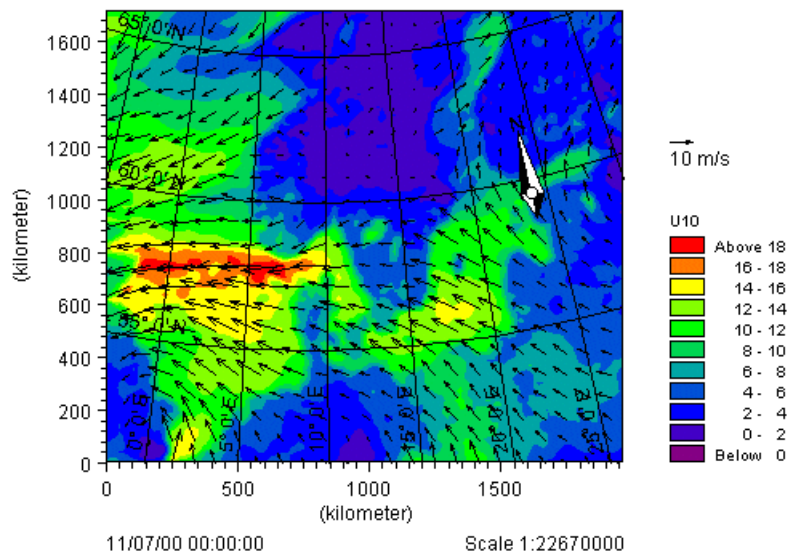 1600
1400
1200
1000
800
600
400
200
0
(kilometer)
65°.0'N
60°.0'N
55°.0'N
0°.0'E
5°.0'E
10°.0'E
15°.0'E
20°.0'E
25°.0'E
N
0 500 1000 1500
(kilometer)
11/07/00 00:00:00 Scale 1:22670000
10 m/s
U10
Above 18
16 - 18
14 - 16
12 - 14
10 - 12
8 - 10
6 - 8
4 - 6
2 - 4
0 - 2
Below 0